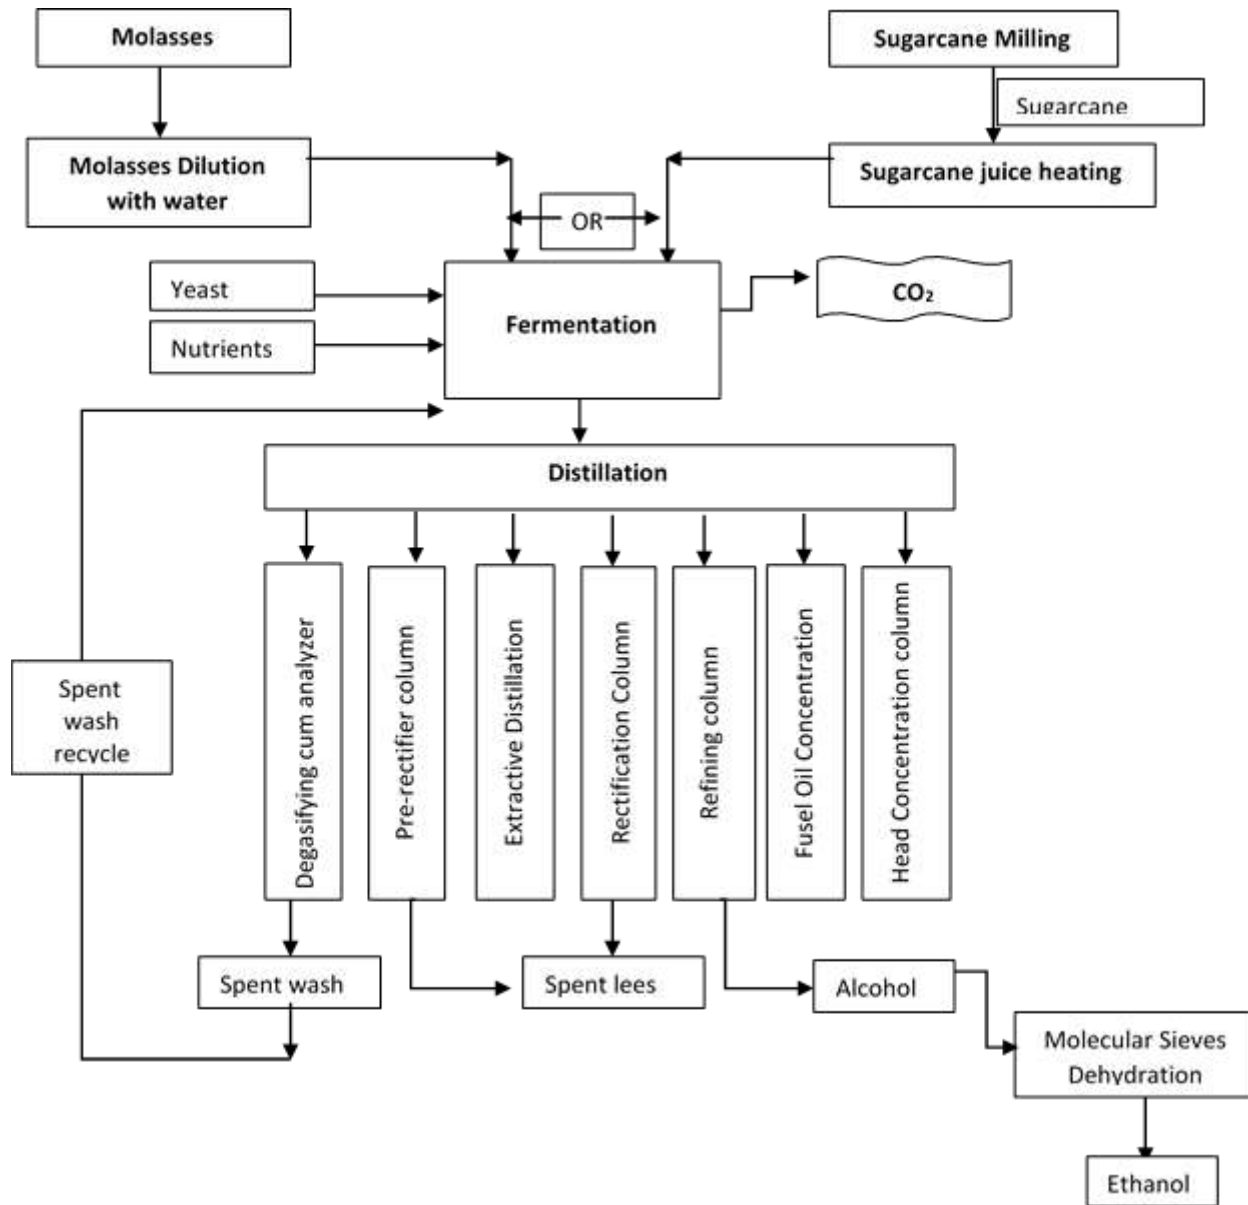 Molasses
Sugarcane Milling
Sugarcane
Molasses Dilution
with water
Sugarcane juice heating
OR
Yeast
Nutrients
Fermentation
CO₂
Distillation
Degasifying cum analyzer
Pre-rectifier column
Extractive Distillation
Rectification Column
Refining column
Fusel Oil Concentration
Head Concentration column
Spent
wash
recycle
Spent wash
Spent lees
Alcohol
Molecular Sieves
Dehydration
Ethanol